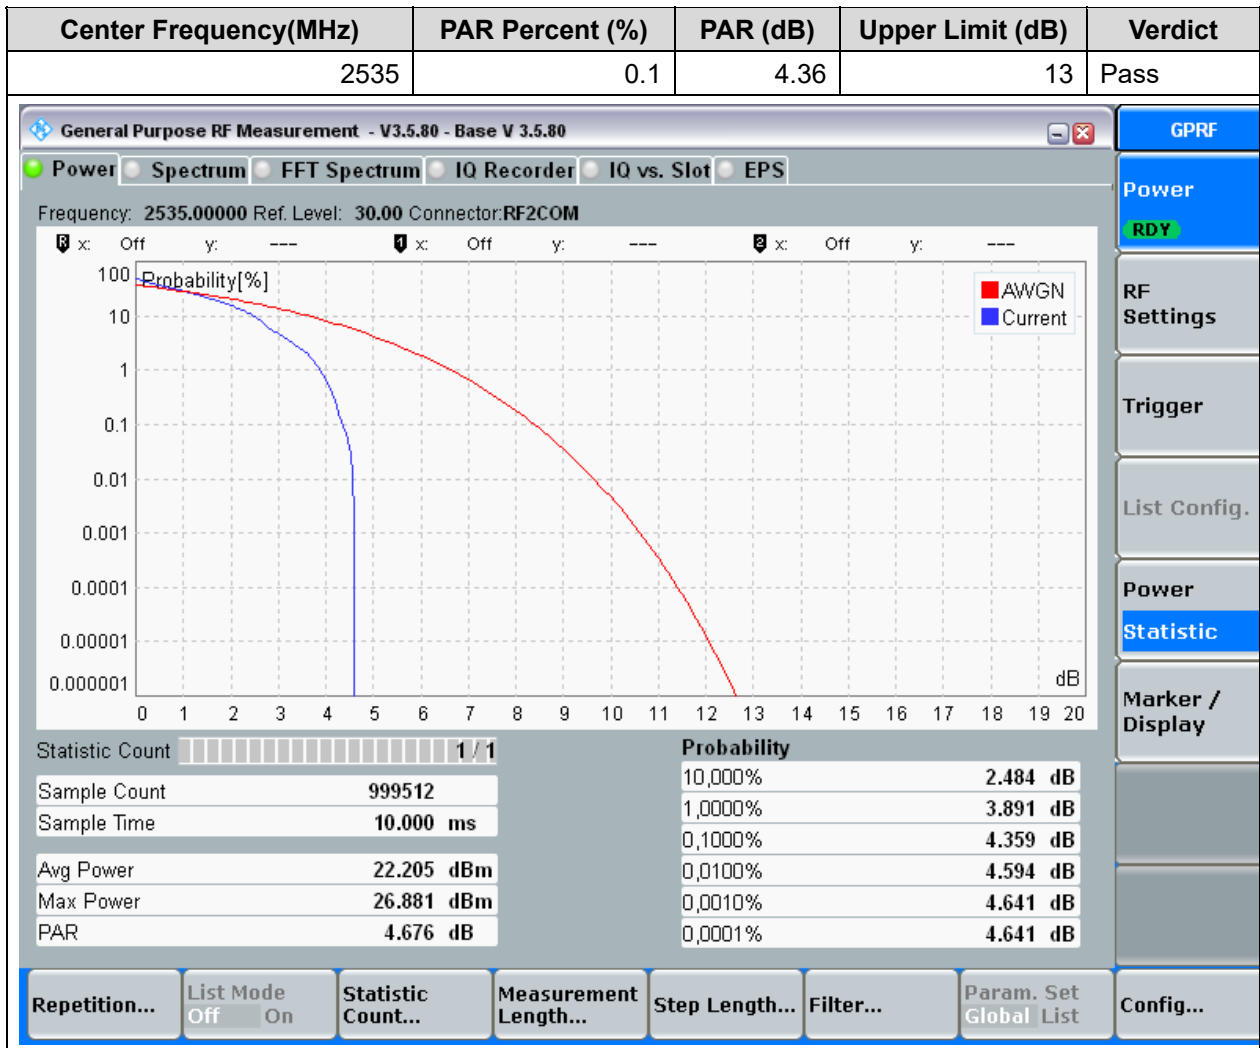 Center Frequency(MHz) PAR Percent (%) PAR (dB) Upper Limit (dB) Verdict
2535 0.1 4.36 13 Pass
General Purpose RF Measurement - V3.5.80 - Base V 3.5.80
GPRF
Power Spectrum FFT Spectrum IQ Recorder IQ vs. Slot EPS
Power
RDY
Frequency: 2535.00000 Ref. Level: 30.00 Connector:RF2COM
R x: Off y: --- 1 x: Off y: --- 2 x: Off y: ---
Probability[%]
AWGN
Current
100
10
1
0.1
0.01
0.001
0.0001
0.00001
0.000001
dB
0 1 2 3 4 5 6 7 8 9 10 11 12 13 14 15 16 17 18 19 20
RF
Settings
Trigger
List Config.
Power
Statistic
Marker /
Display
Statistic Count 1 / 1
Sample Count 999512
Sample Time 10.000 ms
Avg Power 22.205 dBm
Max Power 26.881 dBm
PAR 4.676 dB
Probability
10,000% 2.484 dB
1,0000% 3.891 dB
0,1000% 4.359 dB
0,0100% 4.594 dB
0,0010% 4.641 dB
0,0001% 4.641 dB
Repetition...
List Mode
Off On
Statistic
Count...
Measurement
Length...
Step Length...
Filter...
Param. Set
Global List
Config...